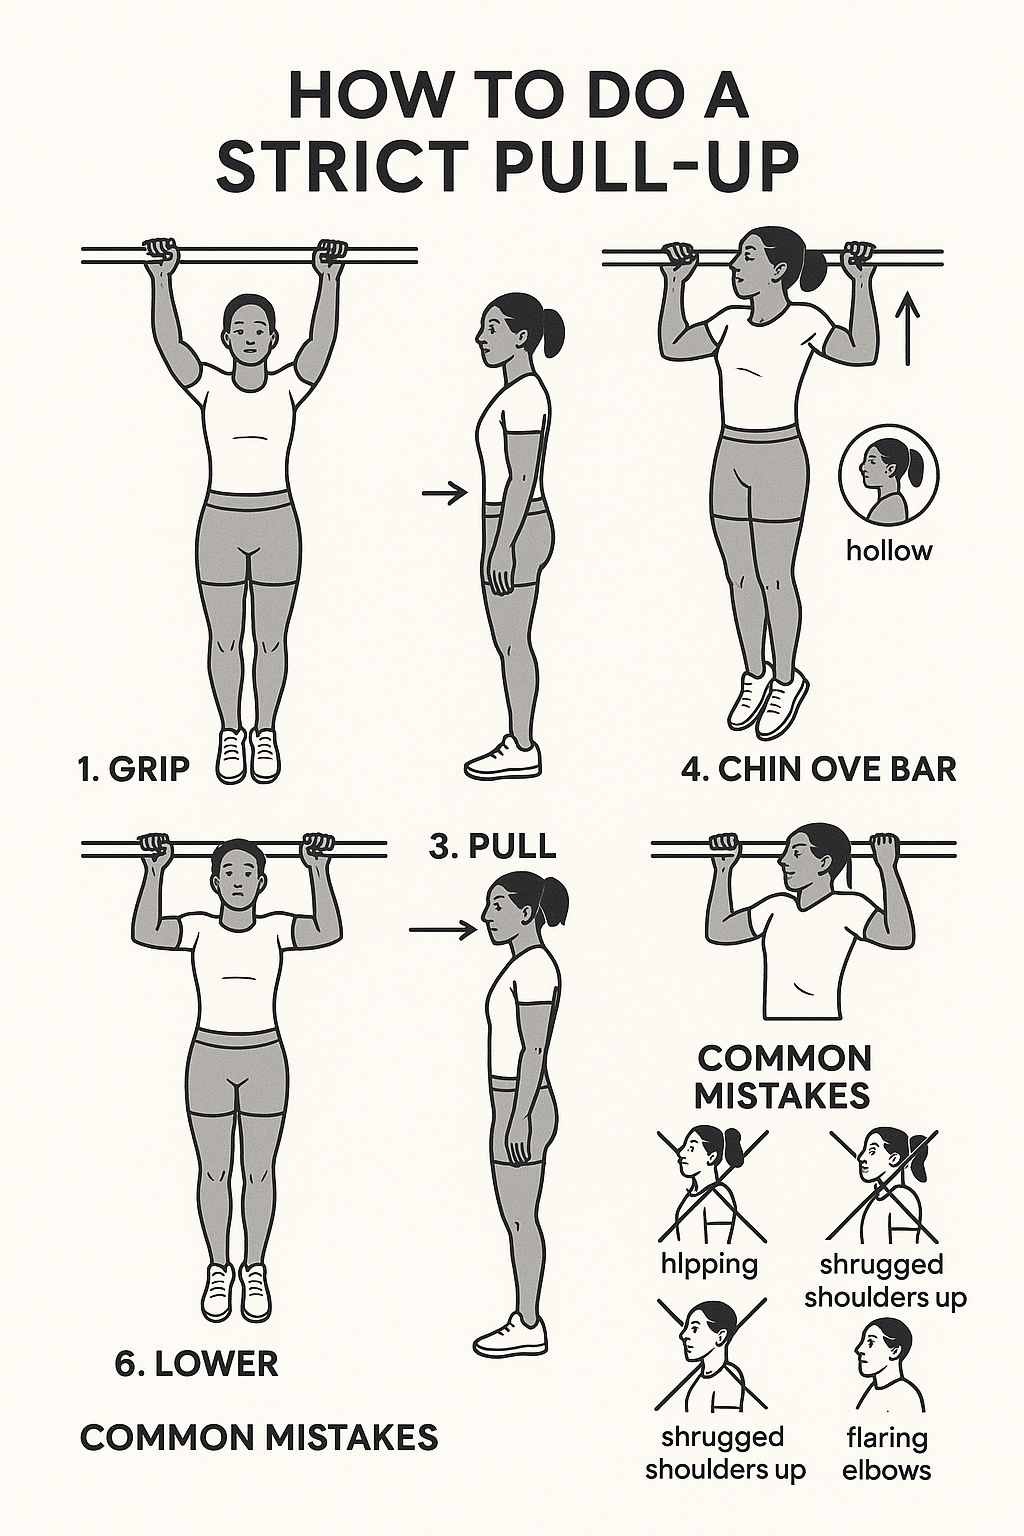 HOW TO DO A
STRICT PULL-UP
hollow
1. GRIP
4. CHIN OVE BAR
3. PULL
COMMON
MISTAKES
hlpping
shrugged
shoulders up
6. LOWER
COMMON MISTAKES
shrugged
shoulders up
flaring
elbows